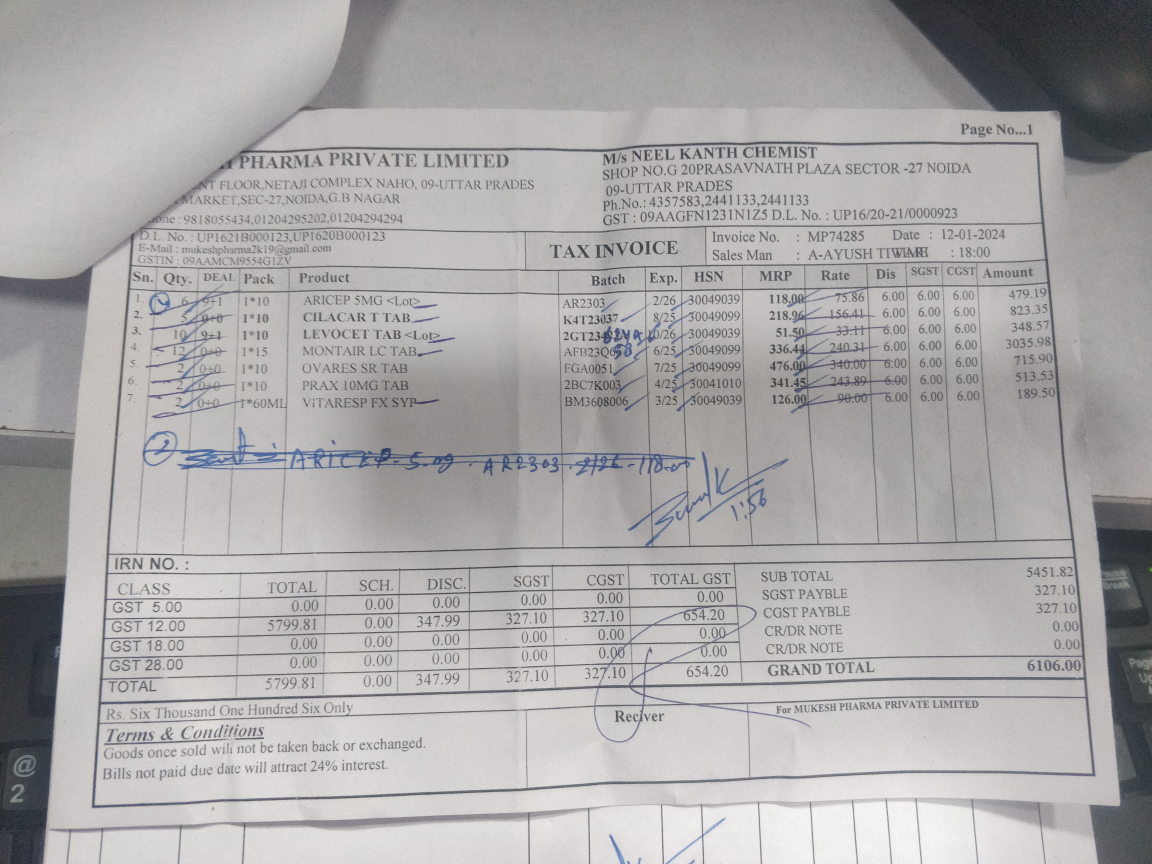 Page No...1
PHARMA PRIVATE LIMITED
FLOOR,NETAJI COMPLEX NAHO, 09-UTTAR PRADES
MARKET,SEC-27,NOIDA,G.B NAGAR
: 9818055434,01204295202,01204294294
D.L. No. : UP1621B000123,UP1620B000123
E-Mail : mukeshpharma2k19@gmail.com
GSTIN : 09AAMCM9554G1ZV
M/s NEEL KANTH CHEMIST
SHOP NO.G 20PRASAVNATH PLAZA SECTOR -27 NOIDA
09-UTTAR PRADES
Ph.No.: 4357583,2441133,2441133
GST : 09AAGFN1231N1Z5 D.L. No. : UP16/20-21/0000923
TAX INVOICE
Invoice No. : MP74285 Date : 12-01-2024
Sales Man : A-AYUSH TIWARI : 18:00
Sn. Qty. DEAL Pack Product Batch Exp. HSN MRP Rate Dis SGST CGST Amount
1. 6 9+1 1*10 ARICEP 5MG <Lot> AR2303 2/26 30049039 118.00 75.86 6.00 6.00 6.00 479.19
2. 5 0+0 1*10 CILACAR T TAB K4T23037 8/25 30049099 218.96 156.41 6.00 6.00 6.00 823.35
3. 10 9+1 1*10 LEVOCET TAB <Lot> 10/26 30049039 51.50 33.11 6.00 6.00 6.00 348.57
4. 12 0+0 1*15 MONTAIR LC TAB 6/25 30049099 336.44 240.31 6.00 6.00 6.00 3035.98
5. 2 0+0 1*10 OVARES SR TAB FGA0051 7/25 30049099 476.00 340.00 6.00 6.00 6.00 715.90
6. 2 0+0 1*10 PRAX 10MG TAB 2BC7K003 4/25 30041010 341.45 243.89 6.00 6.00 6.00 513.53
7. 2 0+0 1*60ML VITARESP FX SYP BM3608006 3/25 30049039 126.00 90.00 6.00 6.00 6.00 189.50
2 ARICEP 5 mg . AR2303 . 2/26 - 118.00
1:56
IRN NO. :
CLASS TOTAL SCH. DISC. SGST CGST TOTAL GST
GST 5.00 0.00 0.00 0.00 0.00 0.00 0.00
GST 12.00 5799.81 0.00 347.99 327.10 327.10 654.20
GST 18.00 0.00 0.00 0.00 0.00 0.00 0.00
GST 28.00 0.00 0.00 0.00 0.00 0.00 0.00
TOTAL 5799.81 0.00 347.99 327.10 327.10 654.20
SUB TOTAL 5451.82
SGST PAYBLE 327.10
CGST PAYBLE 327.10
CR/DR NOTE 0.00
CR/DR NOTE 0.00
GRAND TOTAL 6106.00
Rs. Six Thousand One Hundred Six Only
Terms & Conditions
Goods once sold will not be taken back or exchanged.
Bills not paid due date will attract 24% interest.
Reciver
For MUKESH PHARMA PRIVATE LIMITED
@
2